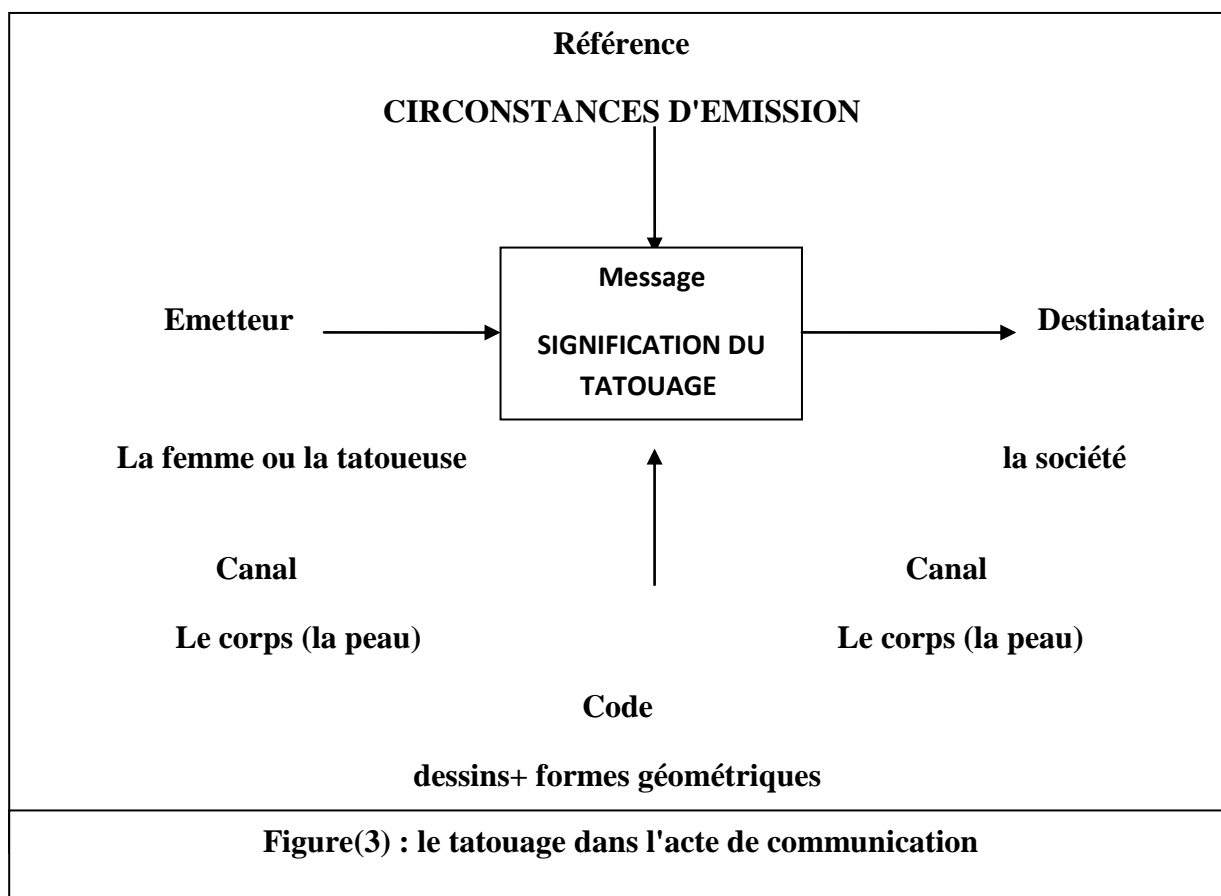 Référence
CIRCONSTANCES D'EMISSION
Message
Emetteur
Destinataire
SIGNIFICATION DU
TATOUAGE
La femme ou la tatoueuse
la société
Canal
Canal
Le corps (la peau)
Le corps (la peau)
Code
dessins+ formes géométriques
Figure(3) : le tatouage dans l'acte de communication